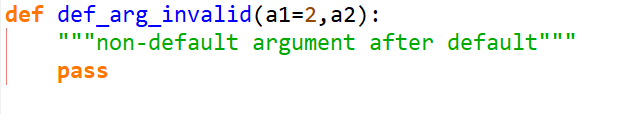 def def_arg_invalid(a1=2,a2):
    """non-default argument after default"""
    pass